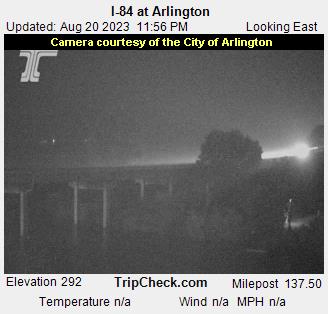 I-84 at Arlington
Updated: Aug 20 2023 11:56 PM Looking East
Camera courtesy of the City of Arlington
Elevation 292 TripCheck.com Milepost 137.50
Temperature n/a Wind n/a MPH n/a